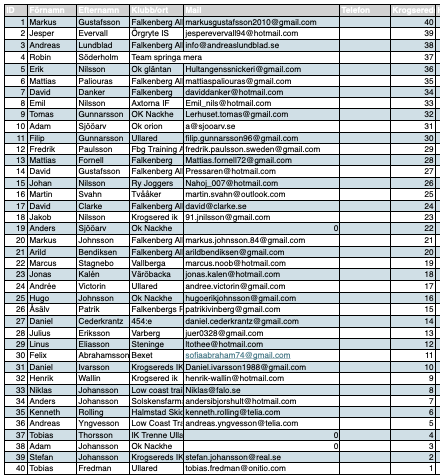 ID Förnamn Efternamn Klubb/ort Mail Telefon Krogsered
1 Markus Gustafsson Falkenberg Al markusgustafsson2010@gmail.com 40
2 Jesper Evervall Örgryte IS jesperevervall94@hotmail.com 39
3 Andreas Lundblad Falkenberg Al info@andreaslundblad.se 38
4 Robin Söderholm Team springa mera 37
5 Erik Nilsson Ok gläntan Hultangenssnickeri@gmail.com 36
6 Mattias Paliouras Falkenberg Al mattiaspaliouras@gmail.com 35
7 David Danker Falkenberg daviddanker@hotmail.com 34
8 Emil Nilsson Axtorna IF Emil_nils@hotmail.com 33
9 Tomas Gunnarsson OK Nackhe Lerhuset.tomas@gmail.com 32
10 Adam Sjöoarv Ok orion a@sjooarv.se 31
11 Filip Gunnarsson Ullared filip.gunnarsson96@gmail.com 30
12 Fredrik Paulsson Fbg Training A fredrik.paulsson.sweden@gmail.com 29
13 Mattias Fornell Falkenberg Mattias.fornell72@gmail.com 28
14 David Gustafsson Falkenberg Al Pressaren@hotmail.com 27
15 Johan Nilsson Ry Joggers Nahoj_007@hotmail.com 26
16 Martin Svahn Tvååker martin.svahn@outlook.com 25
17 David Clarke Falkenberg Al david@clarke.se 24
18 Jakob Nilsson Krogsered ik 91.jnilsson@gmail.com 23
19 Anders Sjöoarv Ok Nackhe 0 22
20 Markus Johnsson Falkenberg Al markus.johnsson.84@gmail.com 21
21 Arild Bendiksen Falkenberg Al arildbendiksen@gmail.com 20
22 Marcus Stagnebo Vallberga marcus.noob@hotmail.com 19
23 Jonas Kalén Väröbacka jonas.kalen@hotmail.com 18
24 Andrée Victorin Ullared andree.victorin@gmail.com 17
25 Hugo Johnsson Ok Nackhe hugoerikjohnsson@gmail.com 16
26 Åsälv Patrik Falkenbergs F patrikivinberg@gmail.com 15
27 Daniel Cederkrantz 454:e daniel.cederkrantz@gmail.com 14
28 Julius Eriksson Varberg juer0328@gmail.com 13
29 Linus Eliasson Steninge ltothee@hotmail.com 12
30 Felix Abrahamsson Bexet sofiaabraham74@gmail.com 11
31 Daniel Ivarsson Krogsereds IK Daniel.ivarsson1988@gmail.com 10
32 Henrik Wallin Krogsered ik henrik-wallin@hotmail.com 9
33 Niklas Johansson Low coast trai Niklas@falo.se 8
34 Anders Johansson Solskensfarm andersibjorshult@hotmail.com 7
35 Kenneth Rolling Halmstad Skid kenneth.rolling@telia.com 6
36 Andreas Yngvesson Low Coast Tra andreas.yngvesson@telia.com 5
37 Tobias Thorsson IK Trenne Ulla 0 4
38 Adam Johansson Ok Nackhe 0 3
39 Stefan Johansson Krogsereds IK stefan.johansson@real.se 2
40 Tobias Fredman Ullared tobias.fredman@onitio.com 1